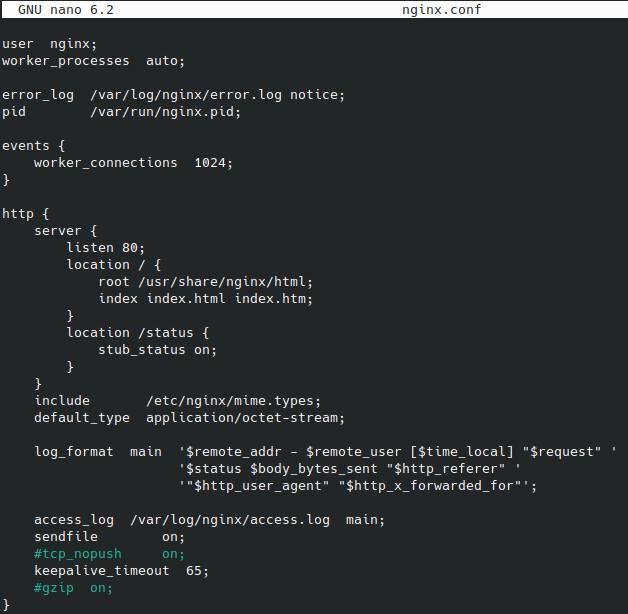 GNU nano 6.2 nginx.conf
user  nginx;
worker_processes  auto;
error_log  /var/log/nginx/error.log notice;
pid        /var/run/nginx.pid;
events {
    worker_connections  1024;
}
http {
    server {
        listen 80;
        location / {
            root /usr/share/nginx/html;
            index index.html index.htm;
        }
        location /status {
            stub_status on;
        }
    }
    include       /etc/nginx/mime.types;
    default_type  application/octet-stream;
    log_format  main  '$remote_addr - $remote_user [$time_local] "$request" '
                      '$status $body_bytes_sent "$http_referer" '
                      '"$http_user_agent" "$http_x_forwarded_for"';
    access_log  /var/log/nginx/access.log  main;
    sendfile        on;
    #tcp_nopush     on;
    keepalive_timeout  65;
    #gzip  on;
}